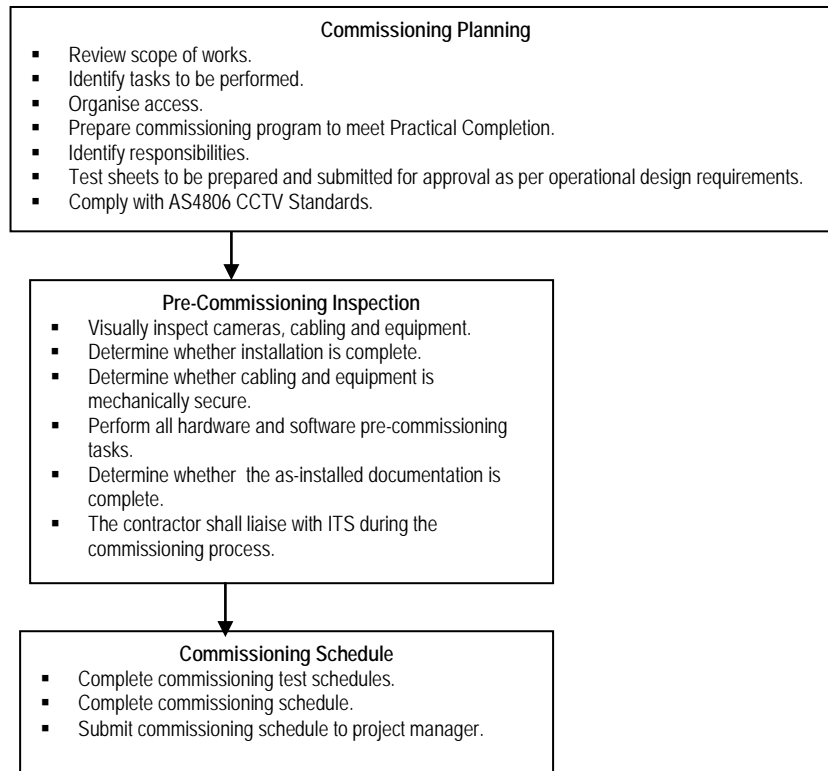 Commissioning Planning
▪ Review scope of works.
▪ Identify tasks to be performed.
▪ Organise access.
▪ Prepare commissioning program to meet Practical Completion.
▪ Identify responsibilities.
▪ Test sheets to be prepared and submitted for approval as per operational design requirements.
▪ Comply with AS4806 CCTV Standards.
Pre-Commissioning Inspection
▪ Visually inspect cameras, cabling and equipment.
▪ Determine whether installation is complete.
▪ Determine whether cabling and equipment is
mechanically secure.
▪ Perform all hardware and software pre-commissioning
tasks.
▪ Determine whether the as-installed documentation is
complete.
▪ The contractor shall liaise with ITS during the
commissioning process.
Commissioning Schedule
▪ Complete commissioning test schedules.
▪ Complete commissioning schedule.
▪ Submit commissioning schedule to project manager.